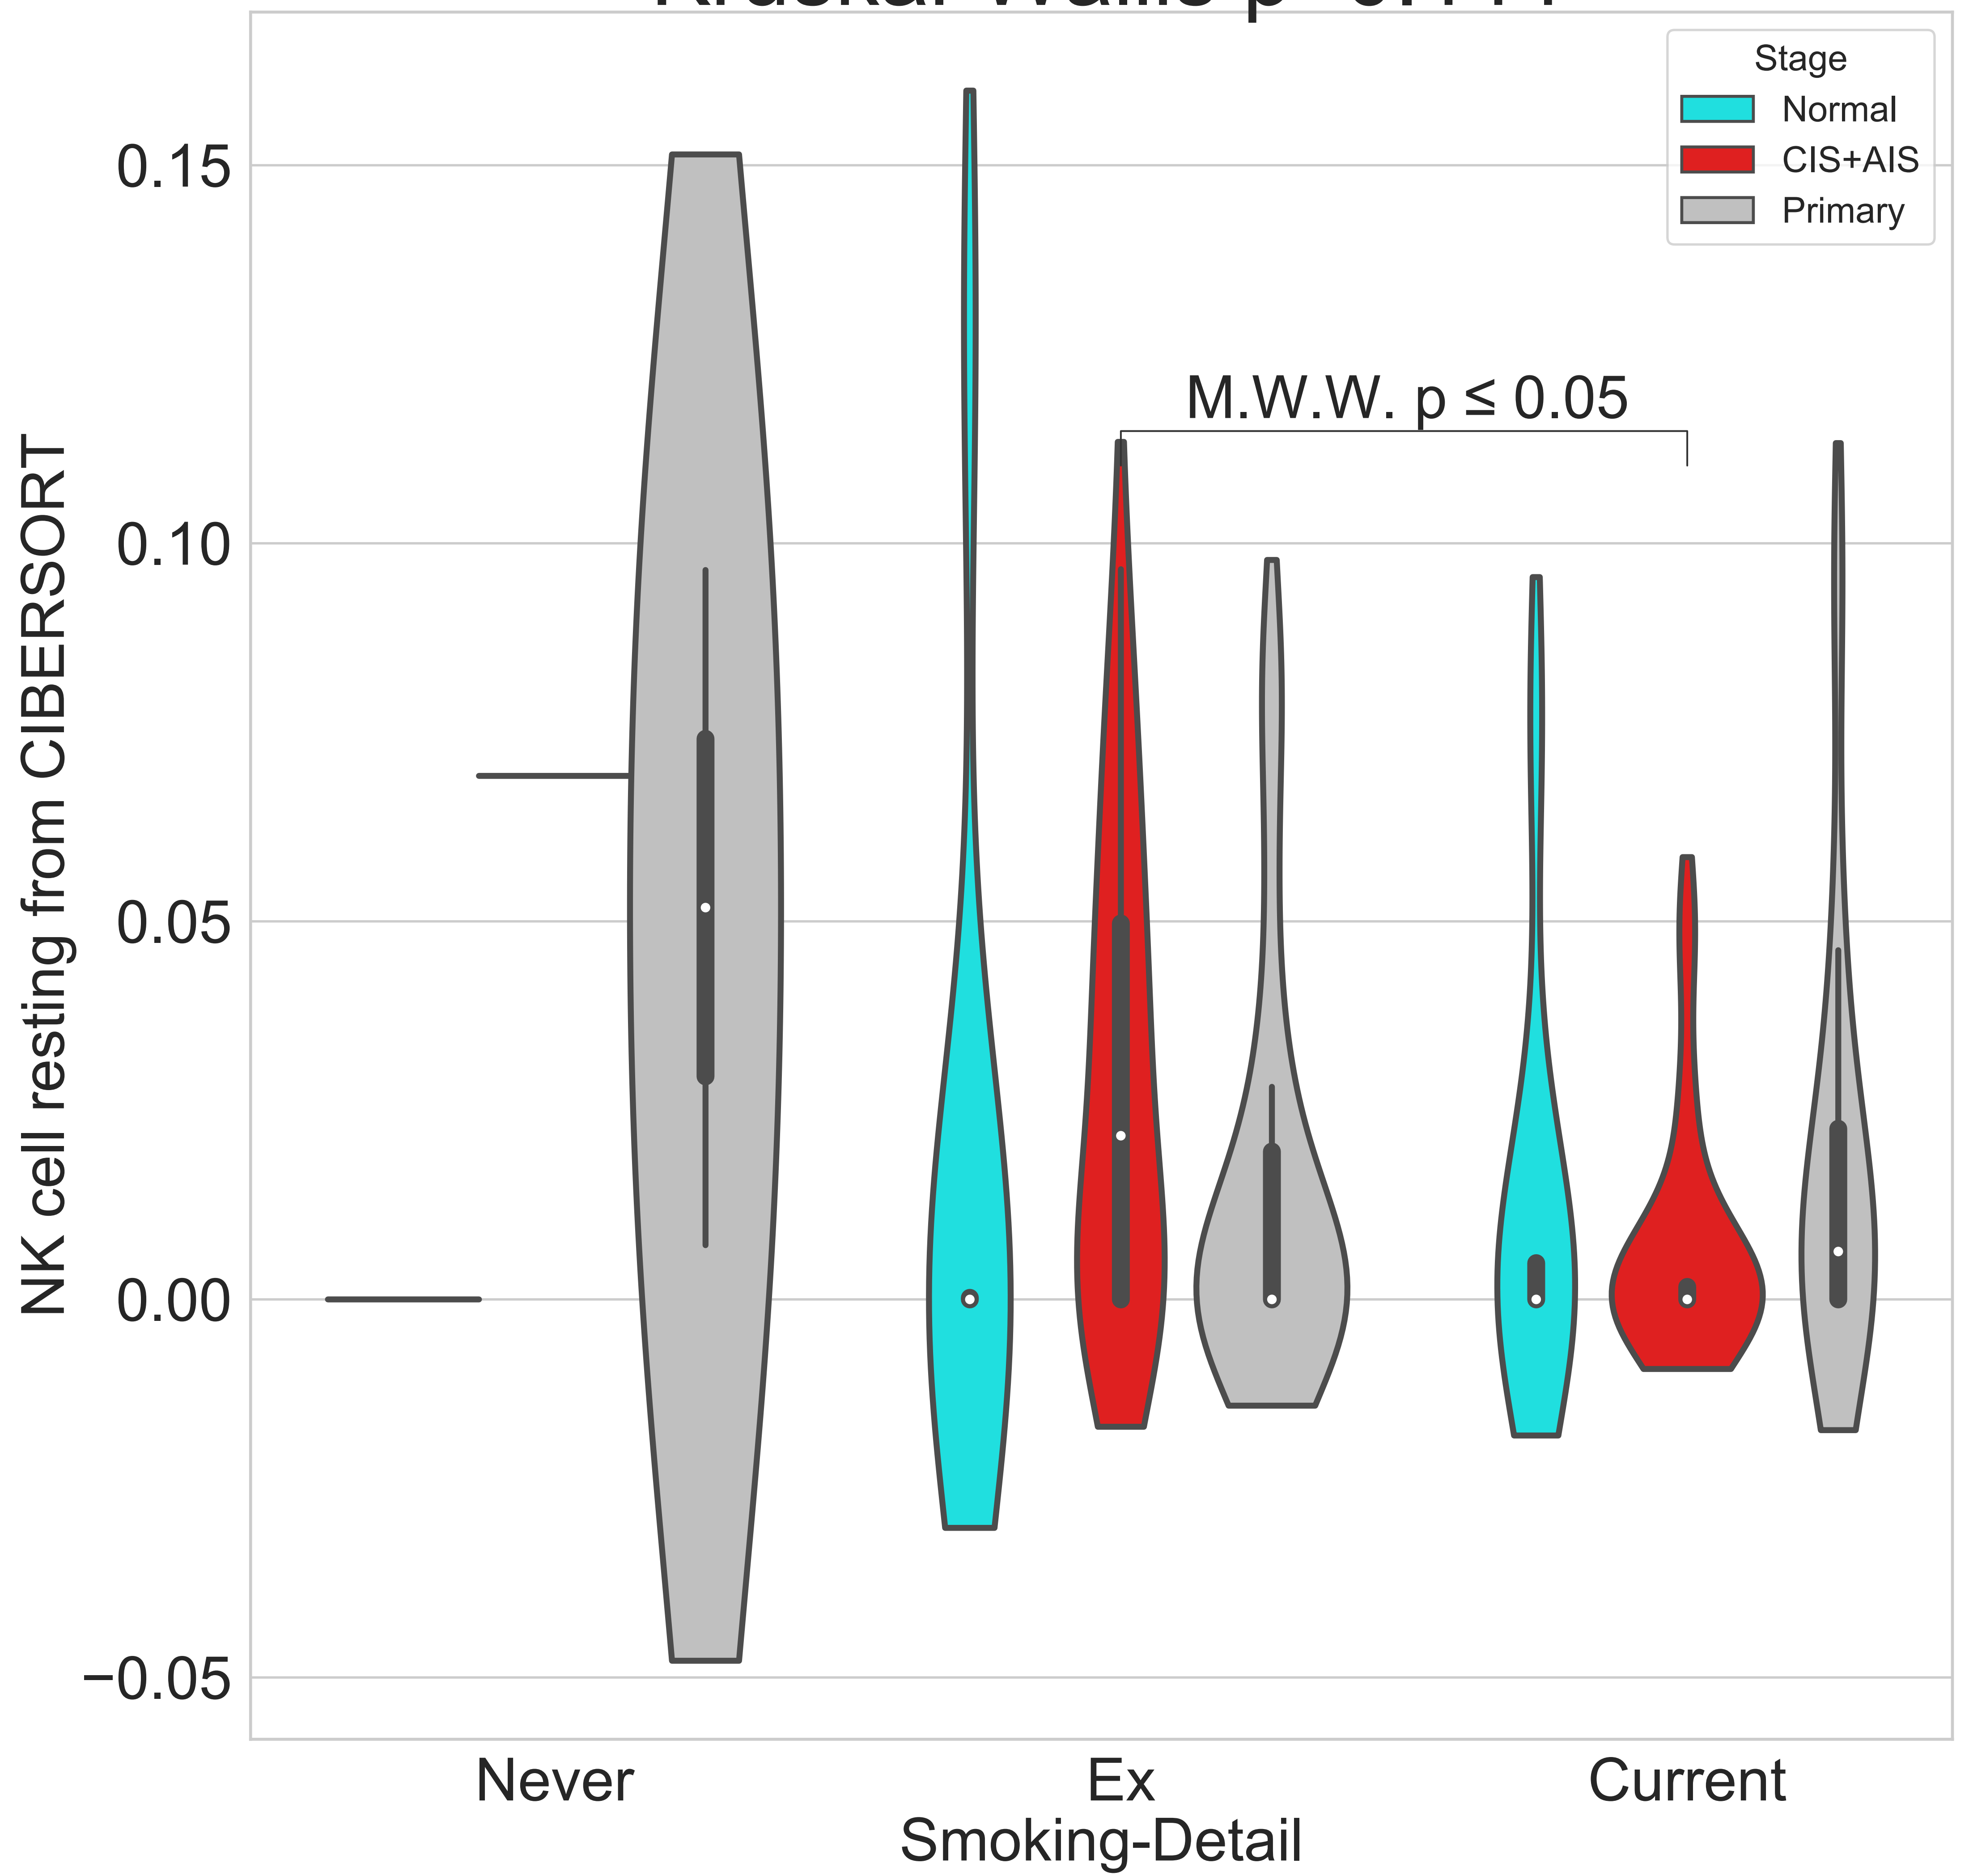 Stage
Normal
CIS+AIS
Primary
M.W.W. p ≤ 0.05
0.15
0.10
0.05
0.00
−0.05
NK cell resting from CIBERSORT
Never
Ex
Current
Smoking-Detail